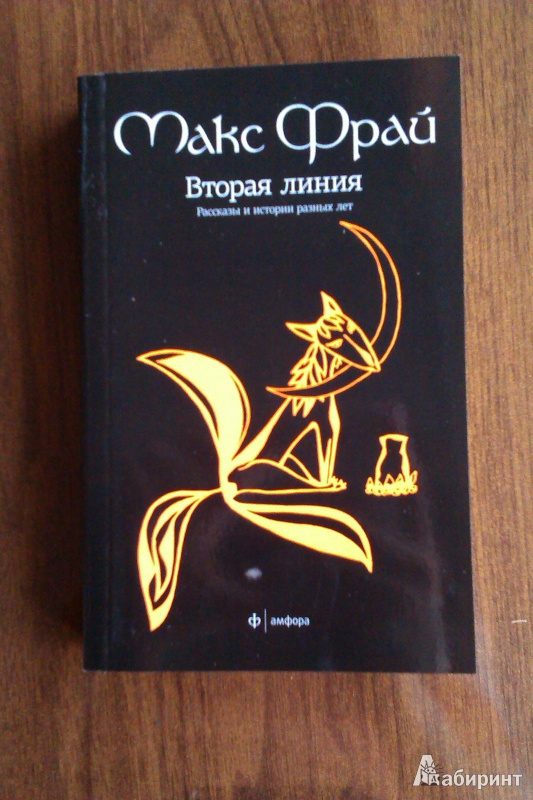 Макс Фрай
Вторая линия
Рассказы и истории разных лет
ф | амфора
Лабиринт